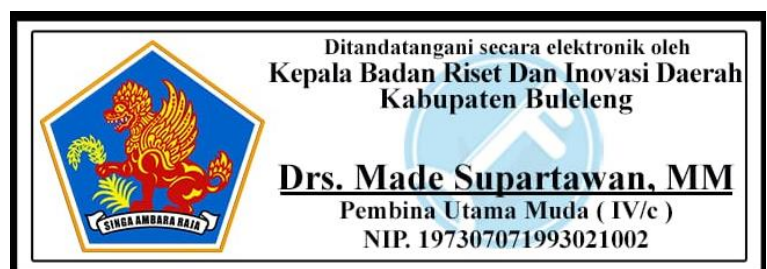 Ditandatangani secara elektronik oleh
Kepala Badan Riset Dan Inovasi Daerah
Kabupaten Buleleng
Drs. Made Supartawan, MM
Pembina Utama Muda ( IV/c )
NIP. 197307071993021002
SINGA AMBARA RAJA